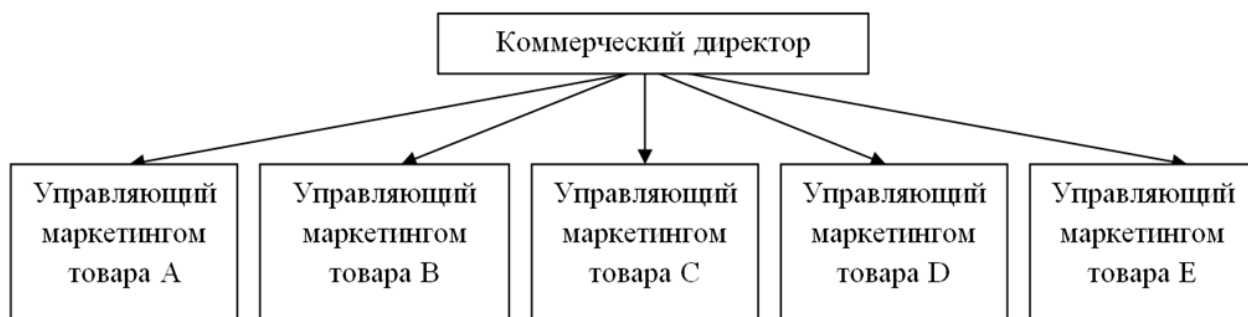 Коммерческий директор
Управляющий
маркетингом
товара A
Управляющий
маркетингом
товара B
Управляющий
маркетингом
товара C
Управляющий
маркетингом
товара D
Управляющий
маркетингом
товара E